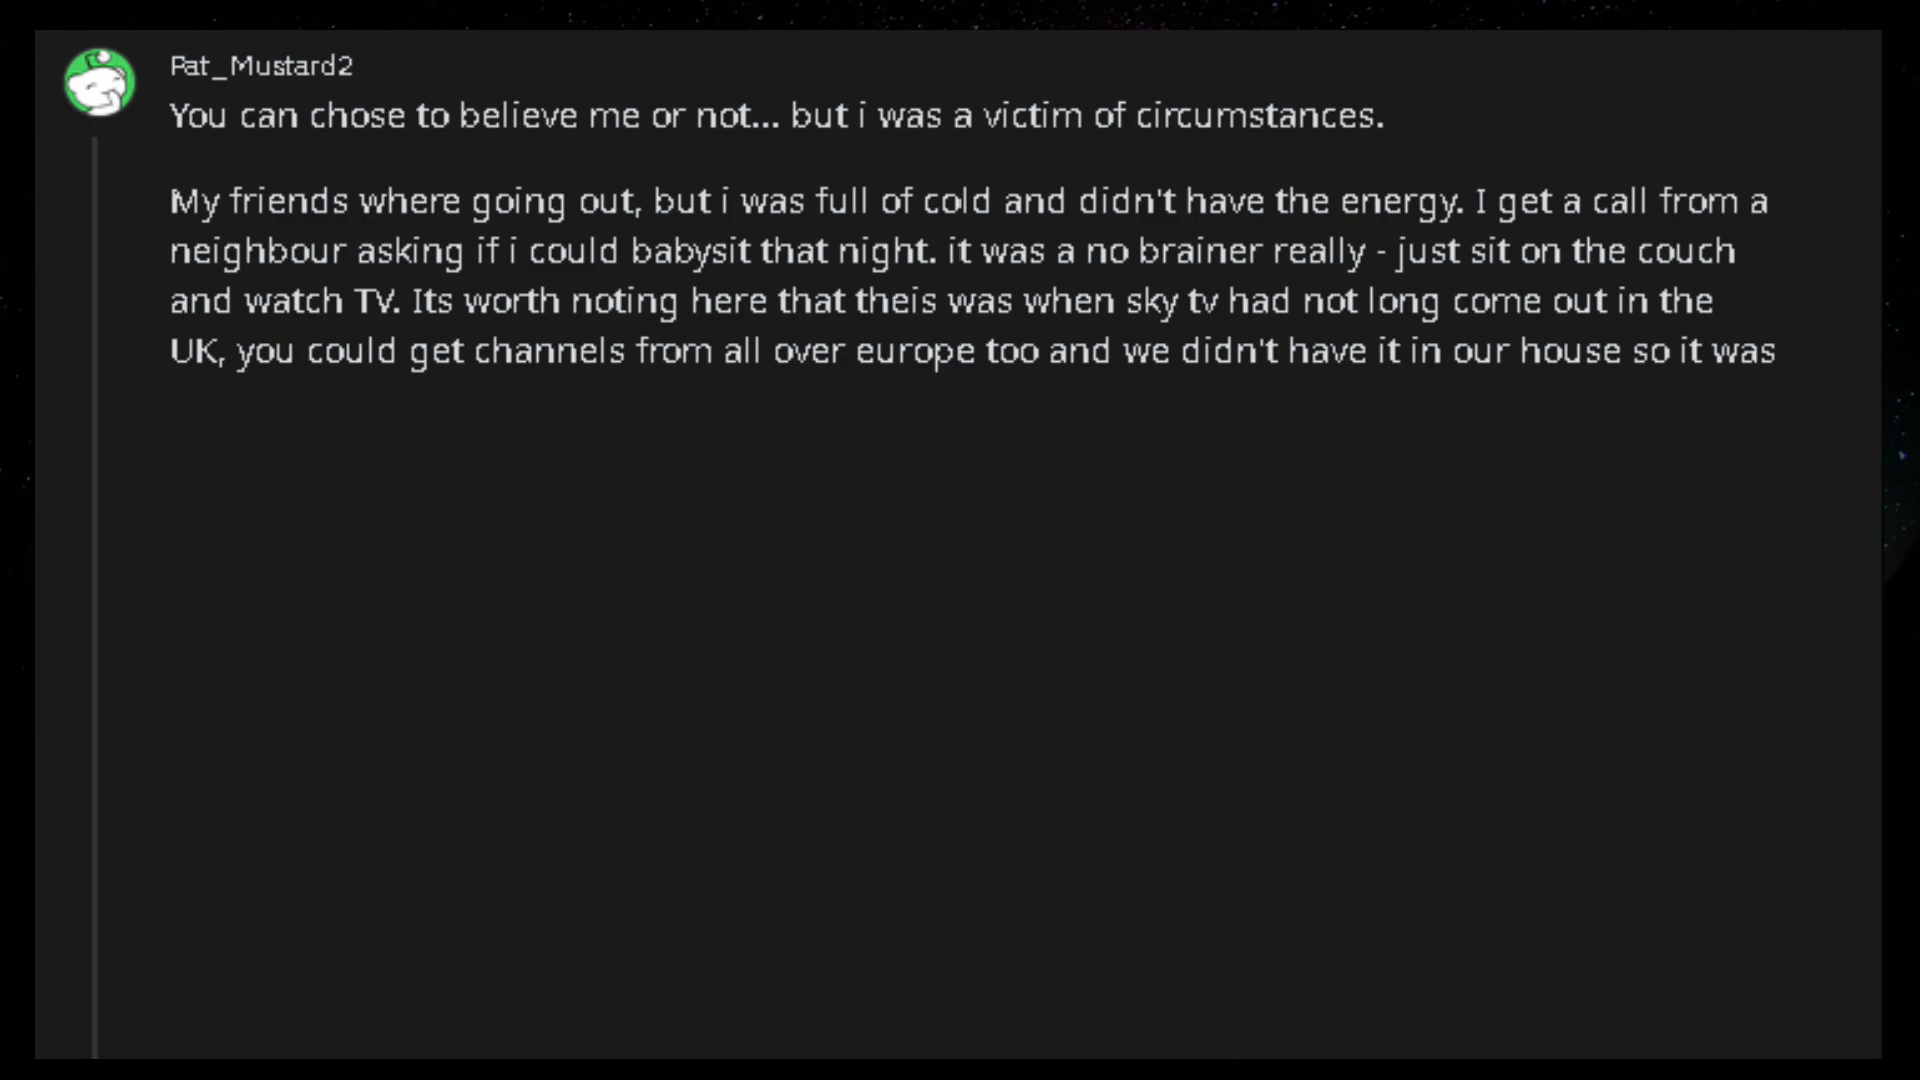 Pat_Mustard2
You can chose to believe me or not... but i was a victim of circumstances.
My friends where going out, but i was full of cold and didn't have the energy. I get a call from a
neighbour asking if i could babysit that night. it was a no brainer really - just sit on the couch
and watch TV. Its worth noting here that theis was when sky tv had not long come out in the
UK, you could get channels from all over europe too and we didn't have it in our house so it was